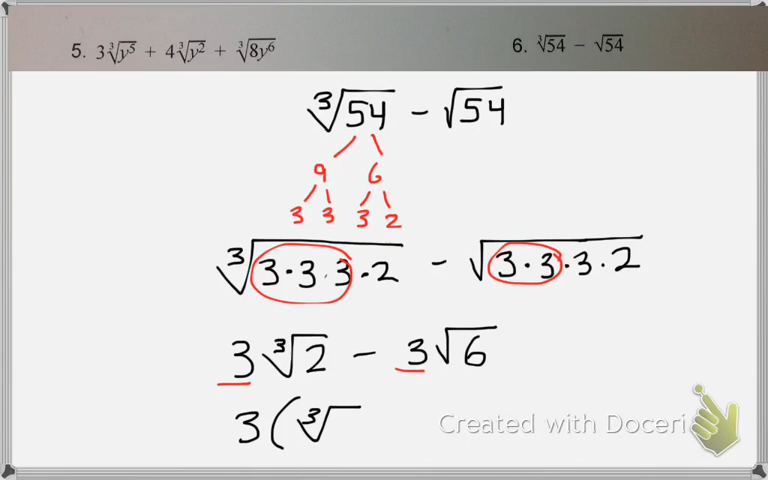 5. 3∛y⁵ + 4∛y² + ∛8y⁶ 6. ∛54 − √54
∛54 − √54
9 6
3 3 3 2
∛3·3·3·2 − √3·3·3·2
3∛2 − 3√6
3(∛
Created with Doceri